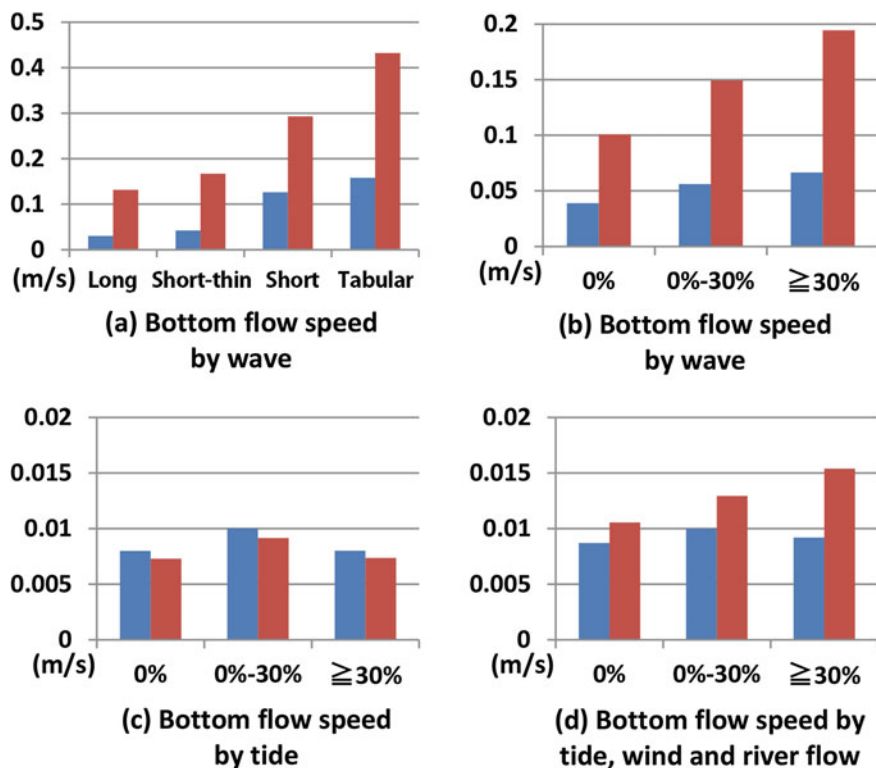 0.5
0.4
0.3
0.2
0.1
0
(m/s)
Long Short-thin Short Tabular
(a) Bottom flow speed
by wave
0.2
0.15
0.1
0.05
0
(m/s)
0% 0%-30% ≧30%
(b) Bottom flow speed
by wave
0.02
0.015
0.01
0.005
0
(m/s)
0% 0%-30% ≧30%
(c) Bottom flow speed
by tide
0.02
0.015
0.01
0.005
0
(m/s)
0% 0%-30% ≧30%
(d) Bottom flow speed by
tide, wind and river flow